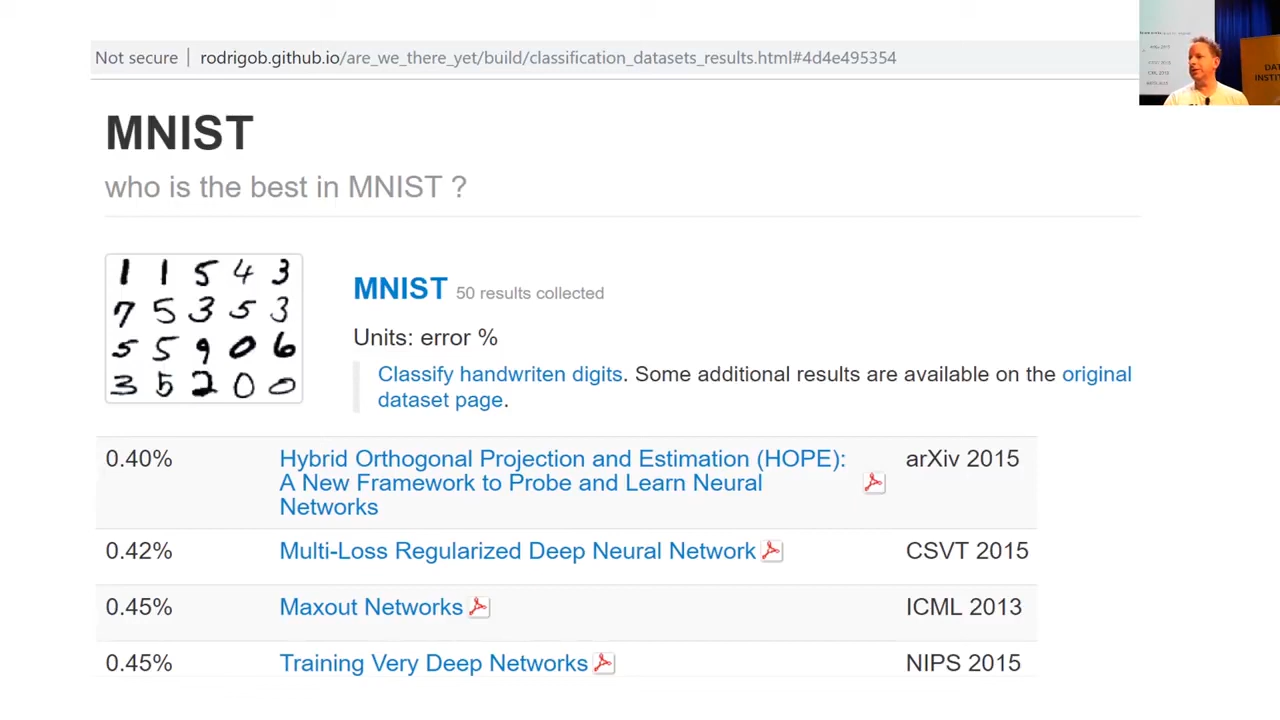 Not secure | rodrigob.github.io/are_we_there_yet/build/classification_datasets_results.html#4d4e495354
MNIST
who is the best in MNIST ?
1 1 5 4 3
7 5 3 5 3
5 5 9 0 6
3 5 2 0 0
MNIST 50 results collected
Units: error %
Classify handwriten digits. Some additional results are available on the original
dataset page.
0.40% Hybrid Orthogonal Projection and Estimation (HOPE): arXiv 2015
A New Framework to Probe and Learn Neural
Networks
0.42% Multi-Loss Regularized Deep Neural Network CSVT 2015
0.45% Maxout Networks ICML 2013
0.45% Training Very Deep Networks NIPS 2015